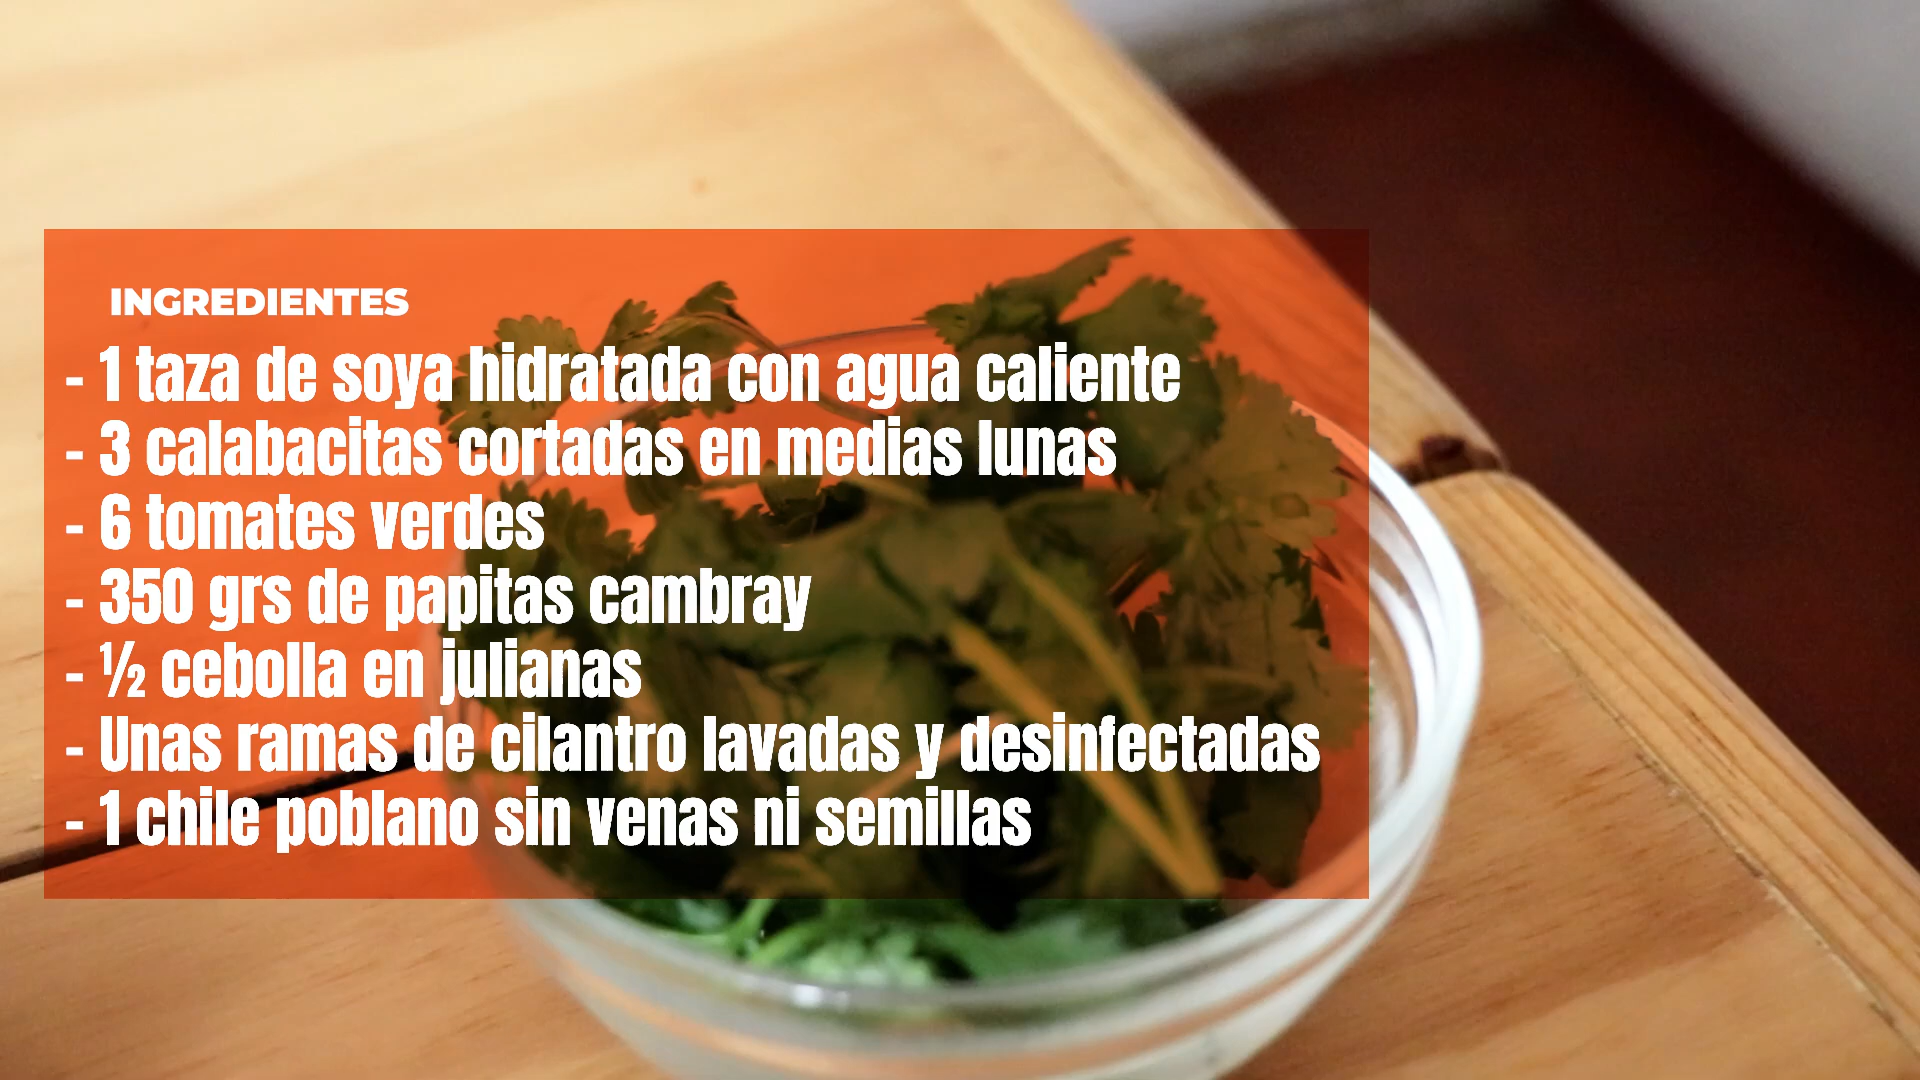 INGREDIENTES
- 1 taza de soya hidratada con agua caliente
- 3 calabacitas cortadas en medias lunas
- 6 tomates verdes
- 350 grs de papitas cambray
- ½ cebolla en julianas
- Unas ramas de cilantro lavadas y desinfectadas
- 1 chile poblano sin venas ni semillas